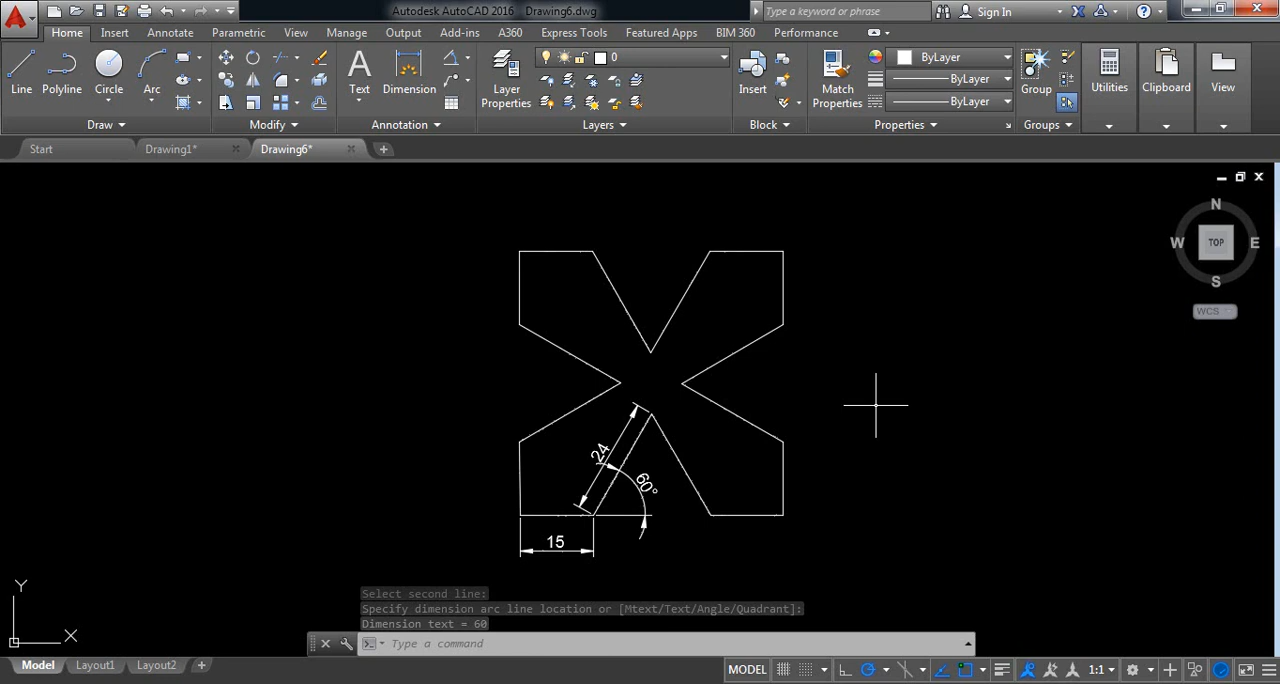 Autodesk AutoCAD 2016 Drawing6.dwg
Type a keyword or phrase
Sign In
Home Insert Annotate Parametric View Manage Output Add-ins A360 Express Tools Featured Apps BIM 360 Performance
Line Polyline Circle Arc
Text Dimension
Layer Properties
0
Insert
Match Properties
ByLayer
ByLayer
ByLayer
Group
Utilities
Clipboard
View
Draw Modify Annotation Layers Block Properties Groups
Start Drawing1* Drawing6*
N
W TOP E
S
WCS
24
60°
15
Y
X
Select second line:
Specify dimension arc line location or [Mtext/Text/Angle/Quadrant]:
Dimension text = 60
Type a command
Model Layout1 Layout2
MODEL 1:1